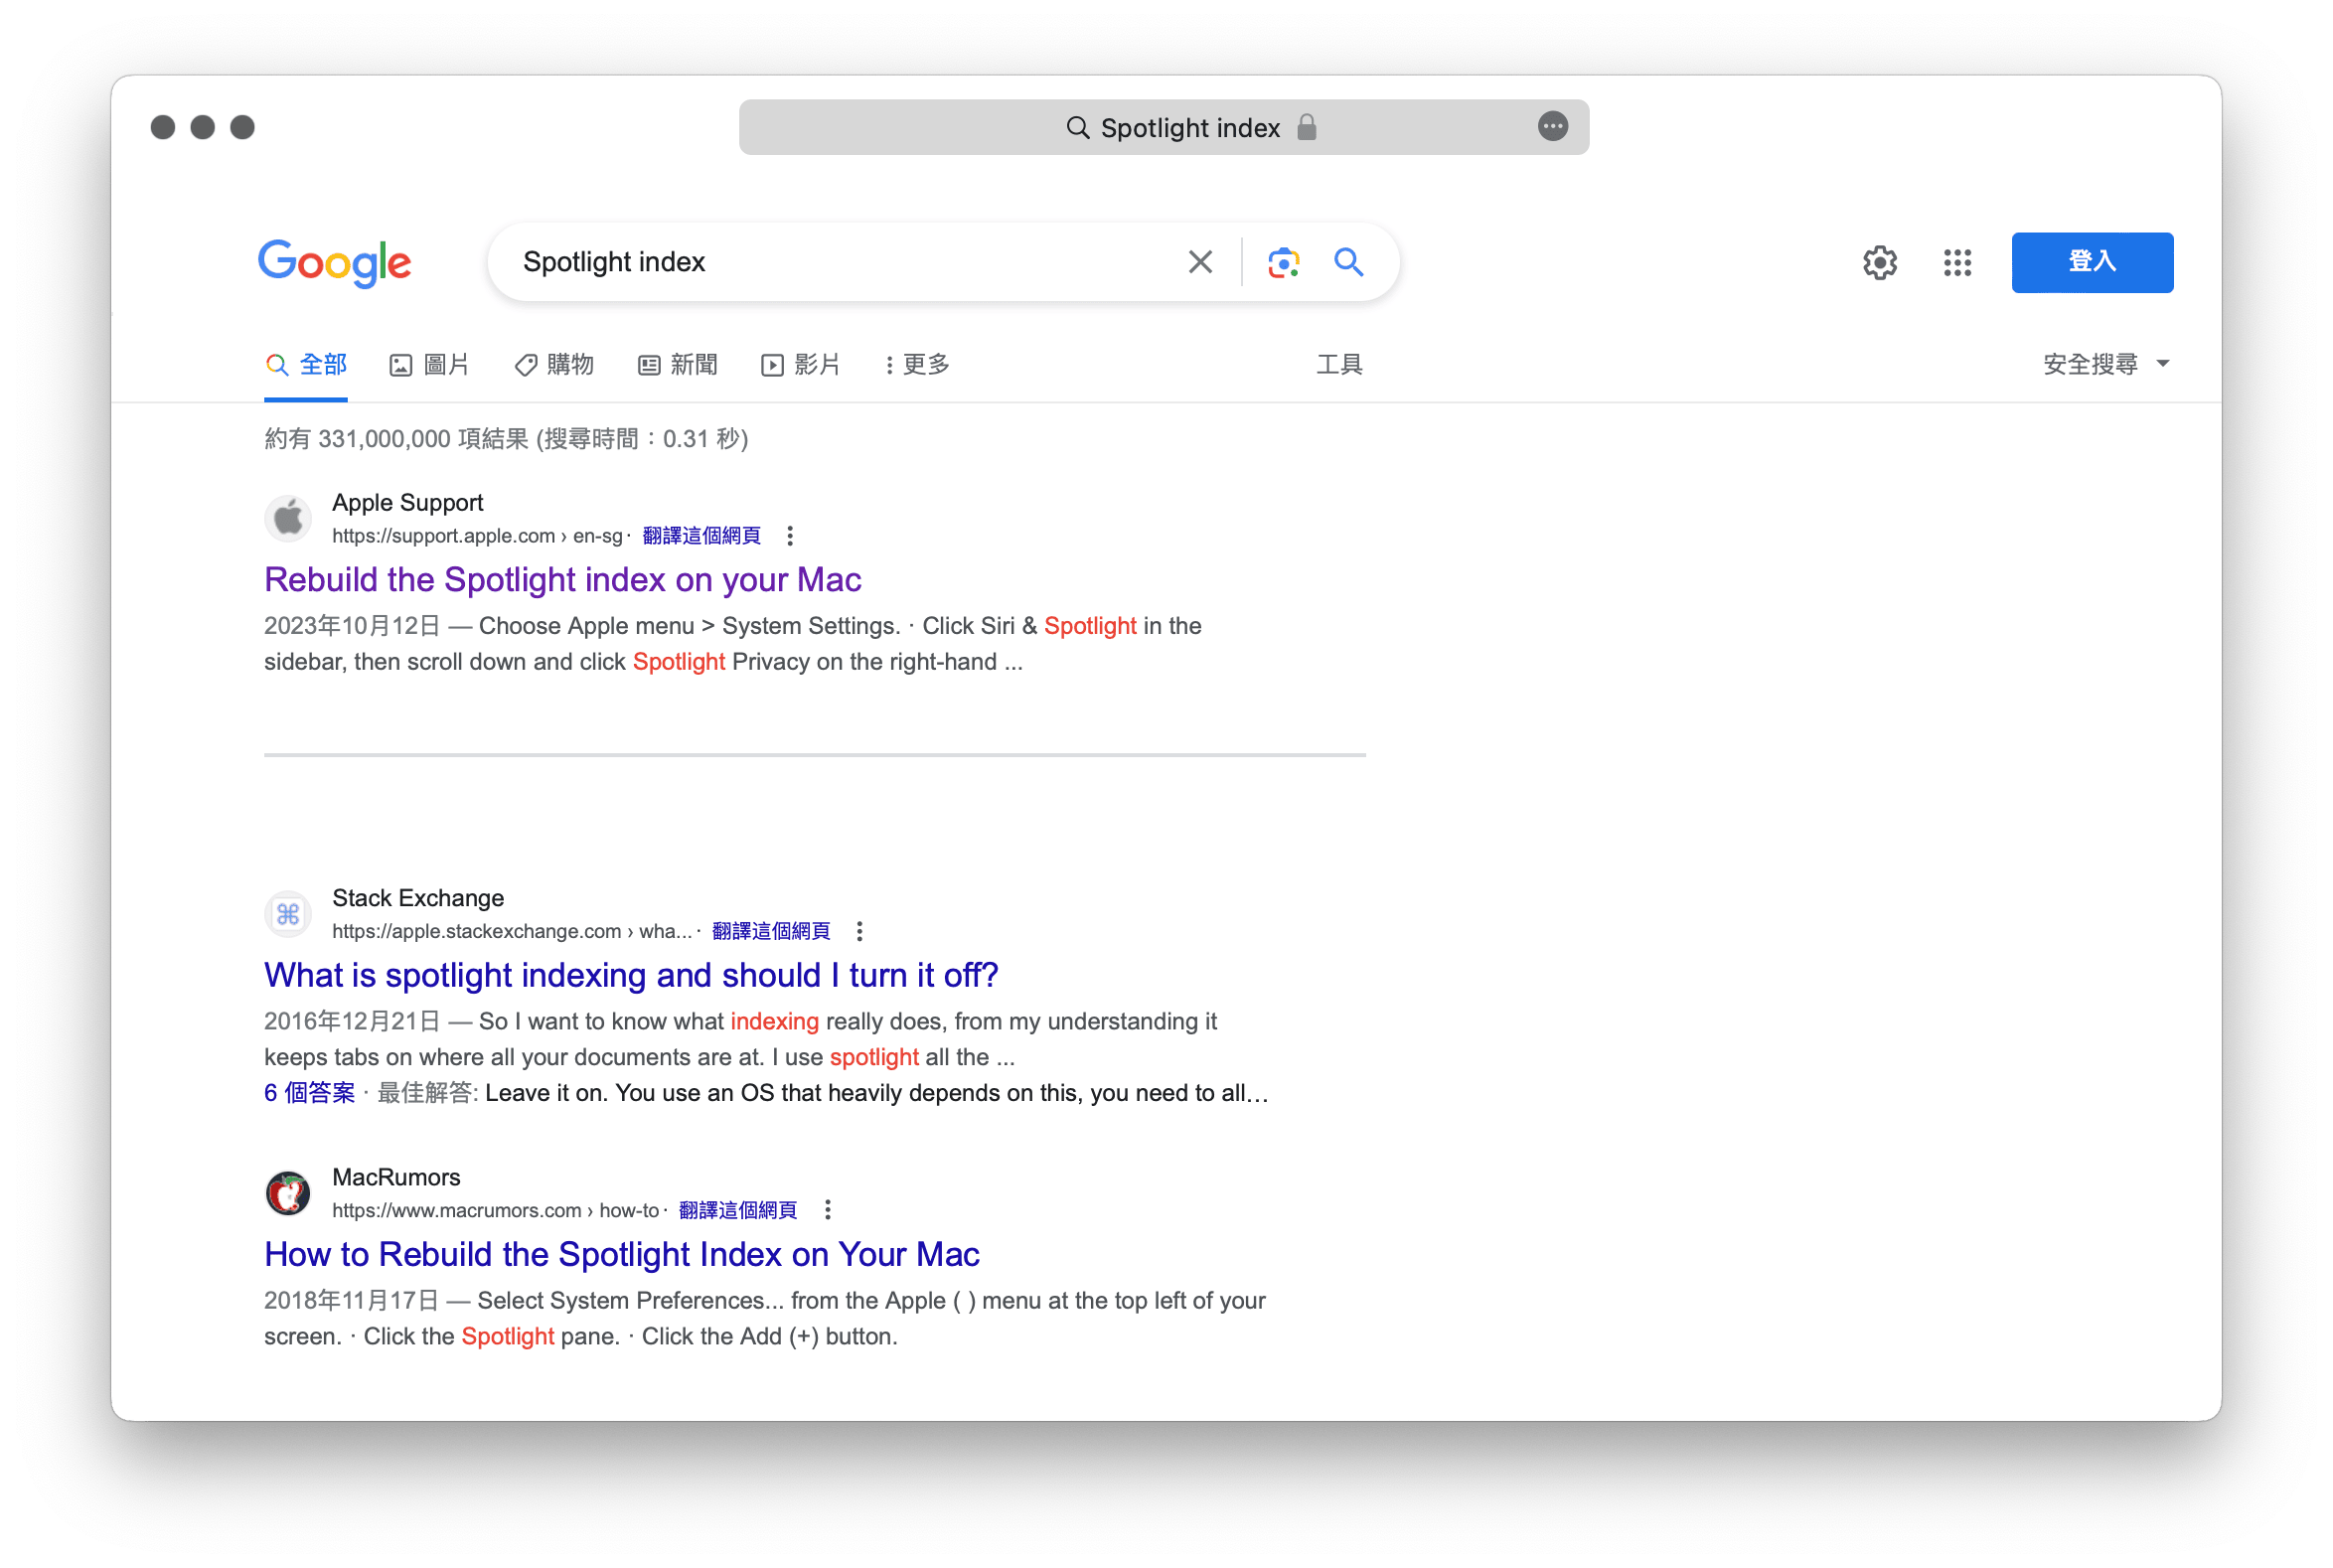 Spotlight index
Google
Spotlight index
登入
全部 圖片 購物 新聞 影片 更多 工具 安全搜尋
約有 331,000,000 項結果 (搜尋時間：0.31 秒)
Apple Support
https://support.apple.com › en-sg · 翻譯這個網頁
Rebuild the Spotlight index on your Mac
2023年10月12日 — Choose Apple menu > System Settings. · Click Siri & Spotlight in the
sidebar, then scroll down and click Spotlight Privacy on the right-hand ...
Stack Exchange
https://apple.stackexchange.com › wha... · 翻譯這個網頁
What is spotlight indexing and should I turn it off?
2016年12月21日 — So I want to know what indexing really does, from my understanding it
keeps tabs on where all your documents are at. I use spotlight all the ...
6 個答案 · 最佳解答: Leave it on. You use an OS that heavily depends on this, you need to all...
MacRumors
https://www.macrumors.com › how-to · 翻譯這個網頁
How to Rebuild the Spotlight Index on Your Mac
2018年11月17日 — Select System Preferences... from the Apple ( ) menu at the top left of your
screen. · Click the Spotlight pane. · Click the Add (+) button.